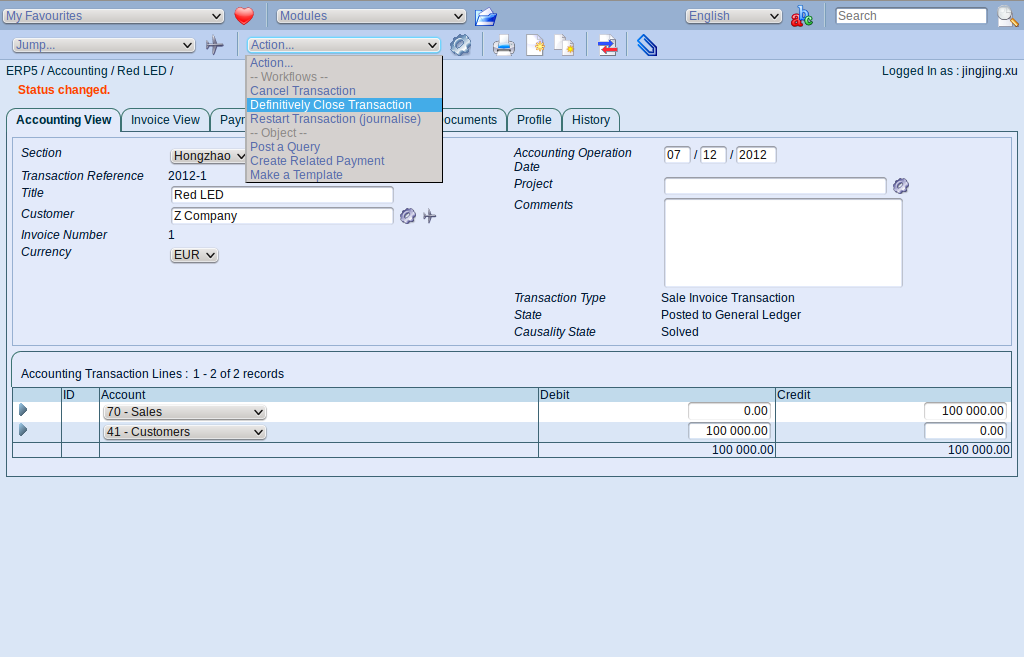 My Favourites Modules English Search
Jump... Action...
ERP5 / Accounting / Red LED / Logged In as : jingjing.xu
Status changed.
Action...
-- Workflows --
Cancel Transaction
Definitively Close Transaction
Restart Transaction (journalise)
-- Object --
Post a Query
Create Related Payment
Make a Template
Accounting View Invoice View Profile History
Section Hongzhao
Transaction Reference 2012-1
Title Red LED
Customer Z Company
Invoice Number 1
Currency EUR
Accounting Operation Date 07 / 12 / 2012
Project
Comments
Transaction Type Sale Invoice Transaction
State Posted to General Ledger
Causality State Solved
Accounting Transaction Lines : 1 - 2 of 2 records
ID Account Debit Credit
70 - Sales 0.00 100 000.00
41 - Customers 100 000.00 0.00
100 000.00 100 000.00